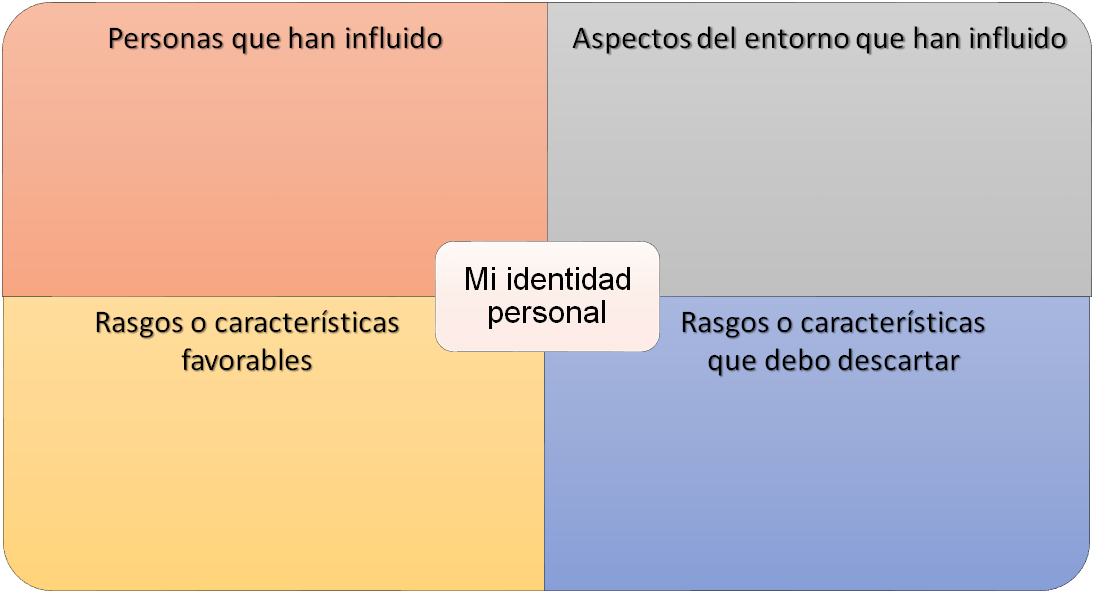 Personas que han influido
Aspectos del entorno que han influido
Mi identidad
personal
Rasgos o características
favorables
Rasgos o características
que debo descartar